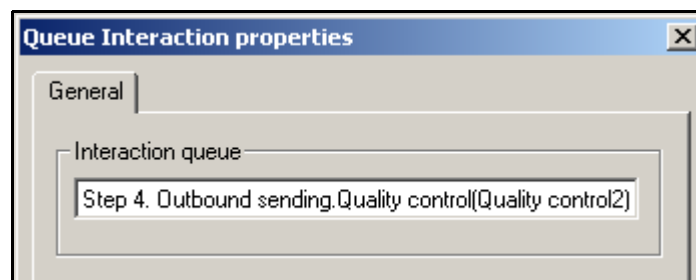 Queue Interaction properties
General
Interaction queue
Step 4. Outbound sending.Quality control(Quality control2)